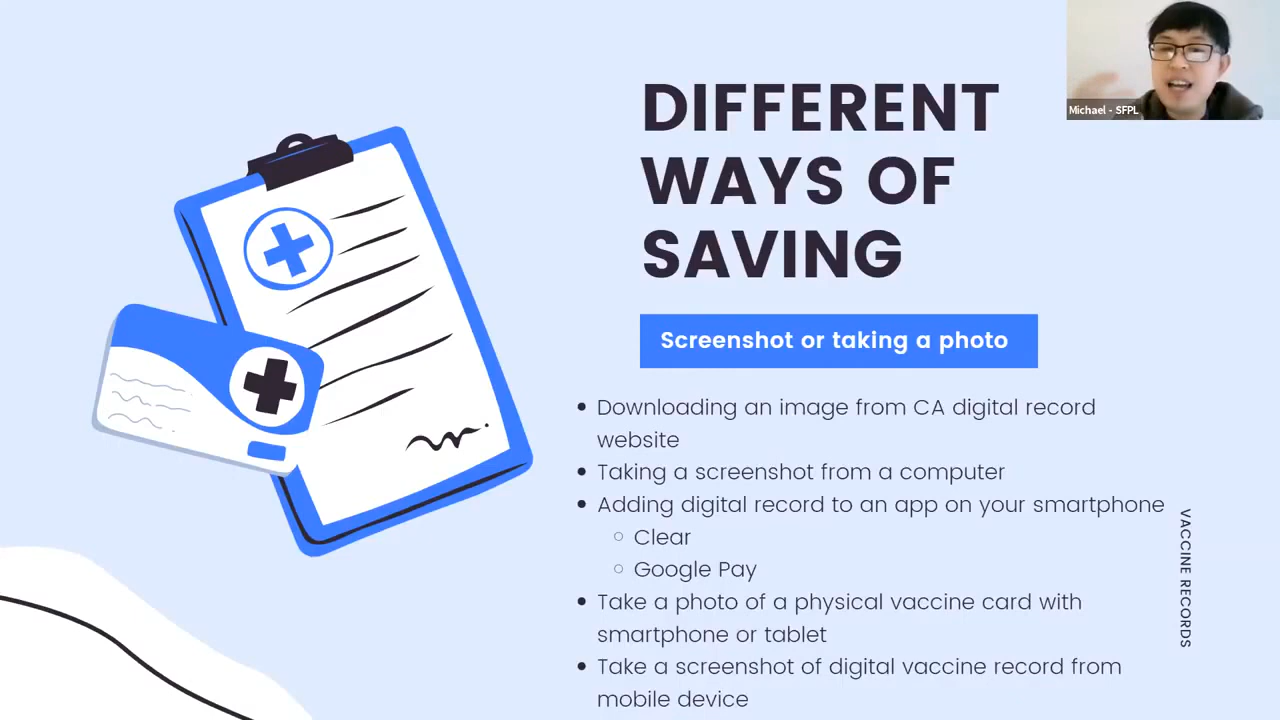 DIFFERENT
WAYS OF
SAVING
Michael - SFPL
Screenshot or taking a photo
• Downloading an image from CA digital record
website
• Taking a screenshot from a computer
• Adding digital record to an app on your smartphone
○ Clear
○ Google Pay
• Take a photo of a physical vaccine card with
smartphone or tablet
• Take a screenshot of digital vaccine record from
mobile device
VACCINE RECORDS